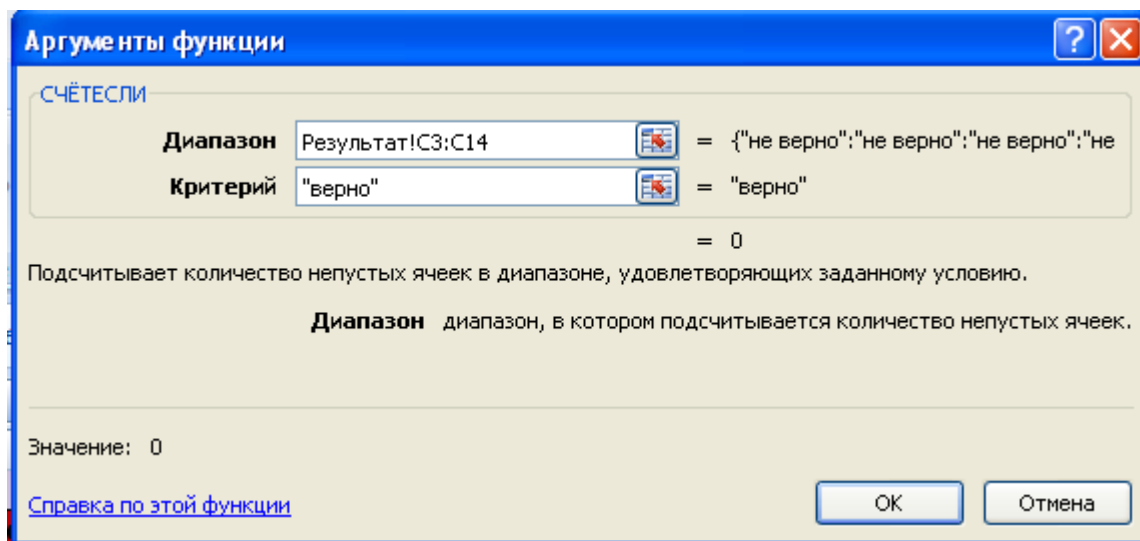 Аргументы функции
СЧЁТЕСЛИ
Диапазон Результат!C3:C14 = {"не верно":"не верно":"не верно":"не
Критерий "верно" = "верно"
= 0
Подсчитывает количество непустых ячеек в диапазоне, удовлетворяющих заданному условию.
Диапазон диапазон, в котором подсчитывается количество непустых ячеек.
Значение: 0
Справка по этой функции
OK Отмена